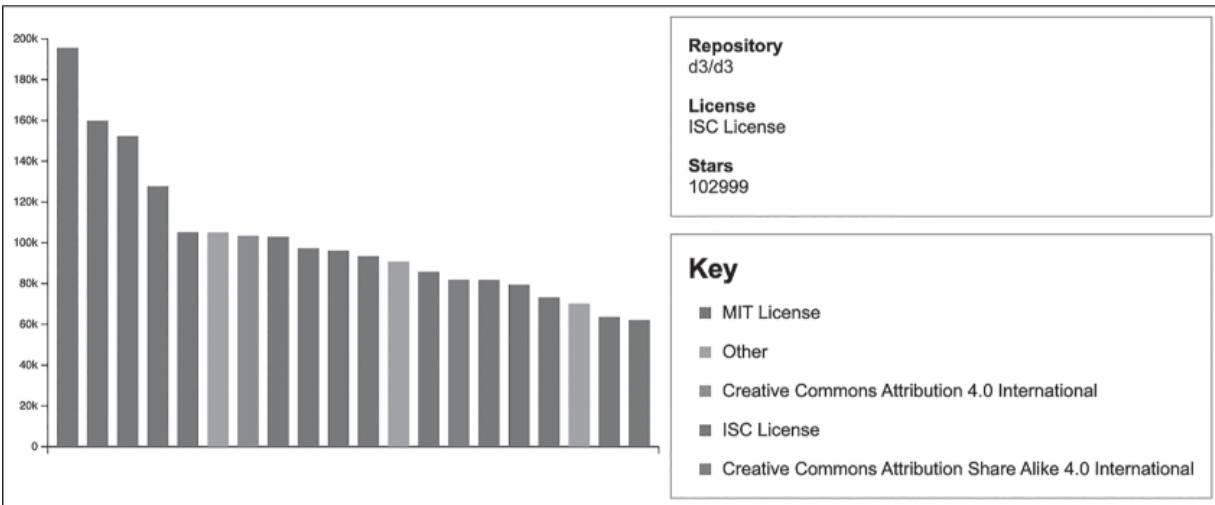 200k
180k
160k
140k
120k
100k
80k
60k
40k
20k
0
Repository
d3/d3
License
ISC License
Stars
102999
Key
MIT License
Other
Creative Commons Attribution 4.0 International
ISC License
Creative Commons Attribution Share Alike 4.0 International